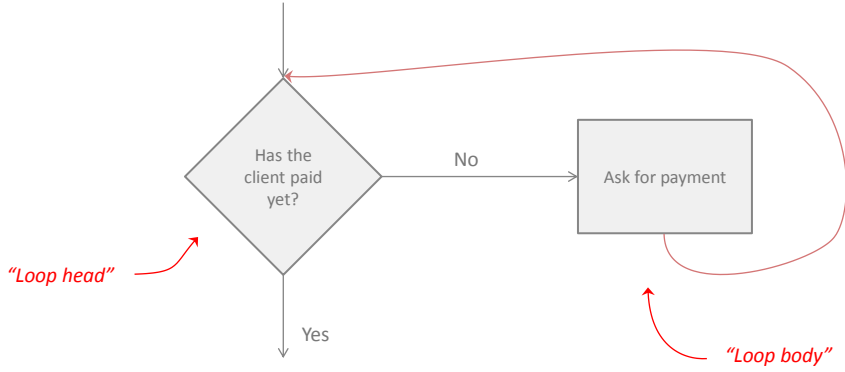 Has the
client paid
yet?
No
Ask for payment
“Loop head”
Yes
“Loop body”